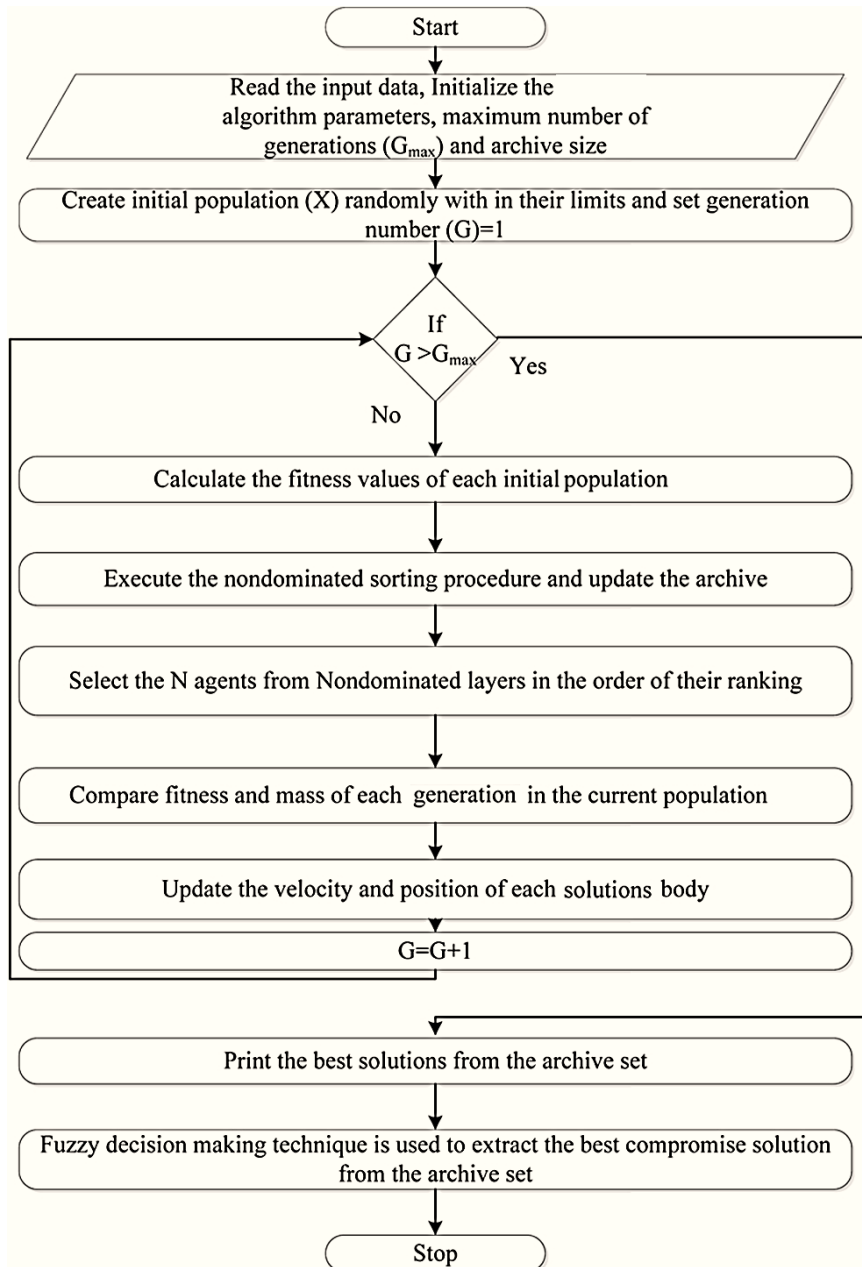 Start
Read the input data, Initialize the
algorithm parameters, maximum number of
generations (Gmax) and archive size
Create initial population (X) randomly with in their limits and set generation
number (G)=1
If
G >Gmax
Yes
No
Calculate the fitness values of each initial population
Execute the nondominated sorting procedure and update the archive
Select the N agents from Nondominated layers in the order of their ranking
Compare fitness and mass of each generation in the current population
Update the velocity and position of each solutions body
G=G+1
Print the best solutions from the archive set
Fuzzy decision making technique is used to extract the best compromise solution
from the archive set
Stop